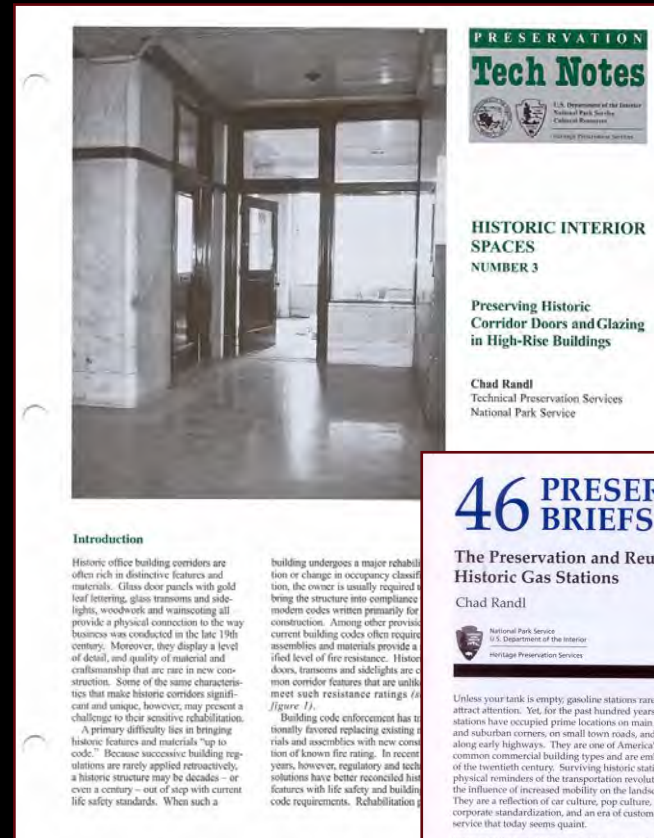 PRESERVATION
Tech Notes
U.S. Department of the Interior
National Park Service
Cultural Resources
Heritage Preservation Services
HISTORIC INTERIOR
SPACES
NUMBER 3
Preserving Historic
Corridor Doors and Glazing
in High-Rise Buildings
Chad Randl
Technical Preservation Services
National Park Service
Introduction
Historic office building corridors are
often rich in distinctive features and
materials. Glass door panels with gold
leaf lettering, glass transoms and side-
lights, woodwork and wainscoting all
provide a physical connection to the way
business was conducted in the late 19th
century. Moreover, they display a level
of detail, and quality of material and
craftsmanship that are rare in new con-
struction. Some of the same characteris-
tics that make historic corridors signifi-
cant and unique, however, may present a
challenge to their sensitive rehabilitation.
A primary difficulty lies in bringing
historic features and materials "up to
code." Because successive building reg-
ulations are rarely applied retroactively,
a historic structure may be decades – or
even a century – out of step with current
life safety standards. When such a
building undergoes a major rehabili
tion or change in occupancy classif
tion, the owner is usually required
bring the structure into compliance
modern codes written primarily for
construction. Among other provisio
current building codes often require
assemblies and materials provide a
ified level of fire resistance. Histor
doors, transoms and sidelights are c
mon corridor features that are unlik
meet such resistance ratings (s
figure 1).
Building code enforcement has tr
tionally favored replacing existing
rials and assemblies with new const
tion of known fire rating. In recent
years, however, regulatory and tech
solutions have better reconciled hist
features with life safety and building
code requirements. Rehabilitation p
46 PRESER
BRIEFS
The Preservation and Reu
Historic Gas Stations
Chad Randl
National Park Service
U.S. Department of the Interior
Heritage Preservation Services
Unless your tank is empty, gasoline stations rare
attract attention. Yet, for the past hundred years
stations have occupied prime locations on main
and suburban corners, on small town roads, and
along early highways. They are one of America'
common commercial building types and are em
of the twentieth century. Surviving historic stati
physical reminders of the transportation revolut
the influence of increased mobility on the landsc
They are a reflection of car culture, pop culture,
corporate standardization, and an era of custom
service that today seems quaint.